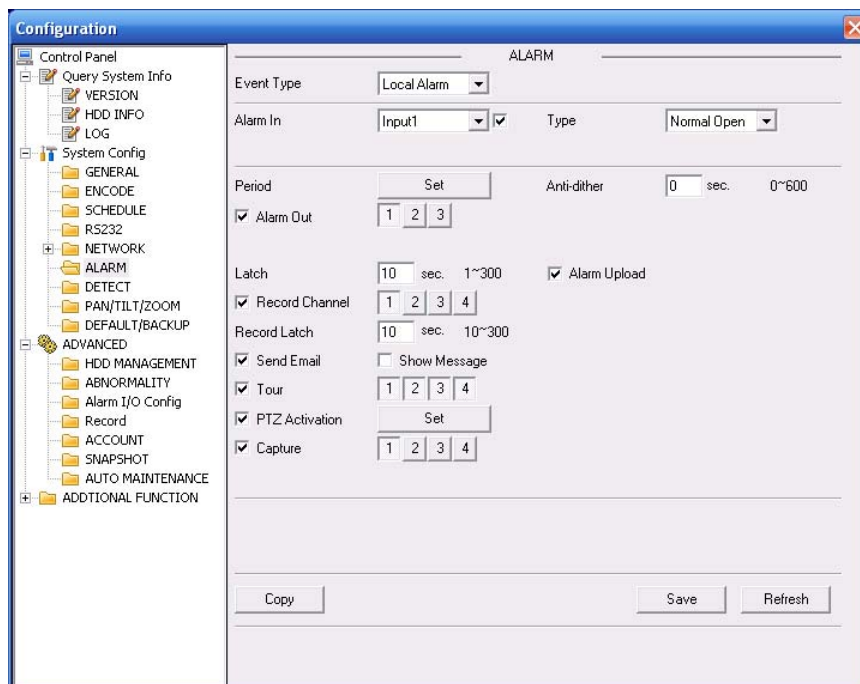 Configuration
Control Panel
Query System Info
VERSION
HDD INFO
LOG
System Config
GENERAL
ENCODE
SCHEDULE
RS232
NETWORK
ALARM
DETECT
PAN/TILT/ZOOM
DEFAULT/BACKUP
ADVANCED
HDD MANAGEMENT
ABNORMALITY
Alarm I/O Config
Record
ACCOUNT
SNAPSHOT
AUTO MAINTENANCE
ADDTIONAL FUNCTION
ALARM
Event Type Local Alarm
Alarm In Input1 Type Normal Open
Period Set Anti-dither 0 sec. 0~600
Alarm Out 1 2 3
Latch 10 sec. 1~300 Alarm Upload
Record Channel 1 2 3 4
Record Latch 10 sec. 10~300
Send Email Show Message
Tour 1 2 3 4
PTZ Activation Set
Capture 1 2 3 4
Copy Save Refresh